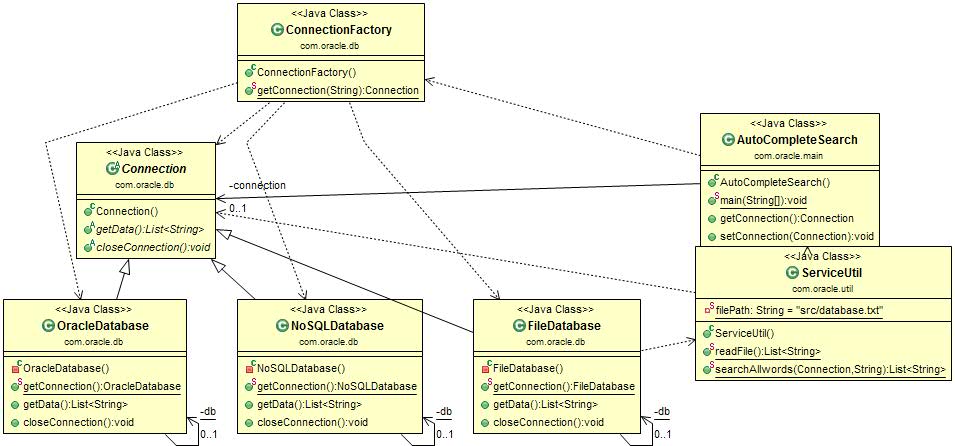 <<Java Class>>
ConnectionFactory
com.oracle.db
ConnectionFactory()
getConnection(String):Connection
<<Java Class>>
Connection
com.oracle.db
Connection()
getData():List<String>
closeConnection():void
-connection
0..1
<<Java Class>>
AutoCompleteSearch
com.oracle.main
AutoCompleteSearch()
main(String[]):void
getConnection():Connection
setConnection(Connection):void
<<Java Class>>
ServiceUtil
com.oracle.util
filePath: String = "src/database.txt"
ServiceUtil()
readFile():List<String>
searchAllwords(Connection,String):List<String>
<<Java Class>>
OracleDatabase
com.oracle.db
OracleDatabase()
getConnection():OracleDatabase
getData():List<String>
closeConnection():void
-db
0..1
<<Java Class>>
NoSQLDatabase
com.oracle.db
NoSQLDatabase()
getConnection():NoSQLDatabase
getData():List<String>
closeConnection():void
-db
0..1
<<Java Class>>
FileDatabase
com.oracle.db
FileDatabase()
getConnection():FileDatabase
getData():List<String>
closeConnection():void
-db
0..1